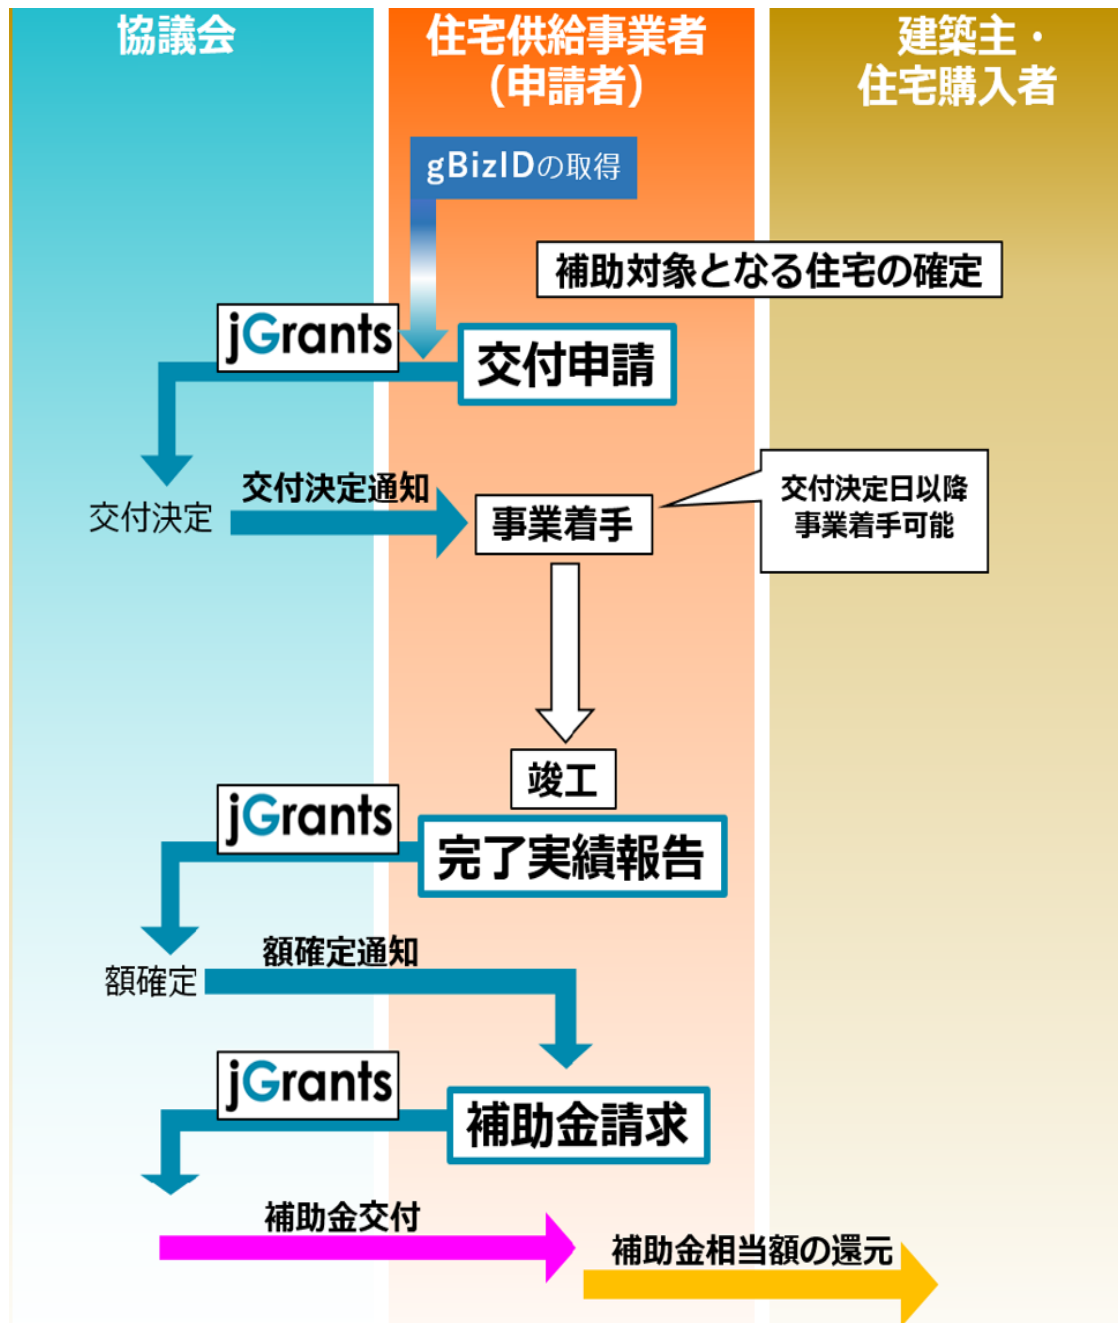 協議会
住宅供給事業者
(申請者)
建築主・
住宅購入者
gBizIDの取得
補助対象となる住宅の確定
jGrants
交付申請
交付決定
交付決定通知
事業着手
交付決定日以降
事業着手可能
竣工
jGrants
完了実績報告
額確定
額確定通知
jGrants
補助金請求
補助金交付
補助金相当額の還元